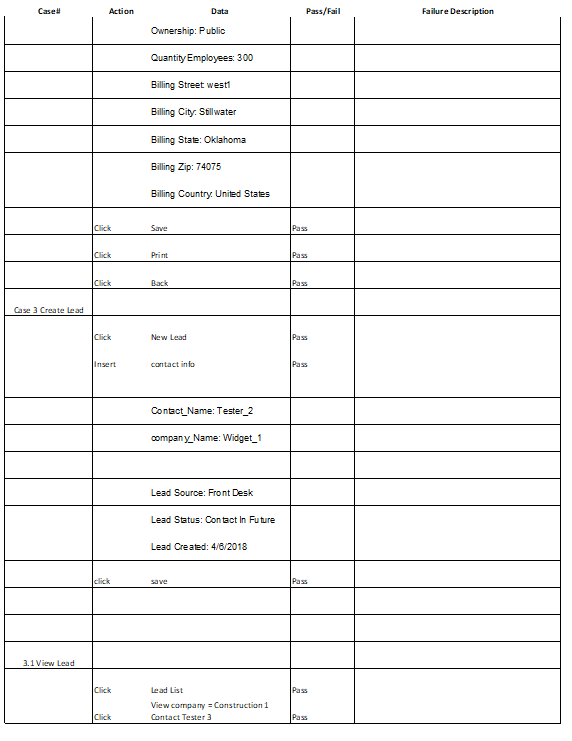 Case# Action Data Pass/Fail Failure Description
Ownership: Public
Quantity Employees: 300
Billing Street: west1
Billing City: Stillwater
Billing State: Oklahoma
Billing Zip: 74075
Billing Country: United States
Click Save Pass
Click Print Pass
Click Back Pass
Case 3 Create Lead
Click New Lead Pass
Insert contact info Pass
Contact_Name: Tester_2
company_Name: Widget_1
Lead Source: Front Desk
Lead Status: Contact In Future
Lead Created: 4/6/2018
click save Pass
3.1 View Lead
Click Lead List Pass
View company = Construction 1
Click Contact Tester 3 Pass